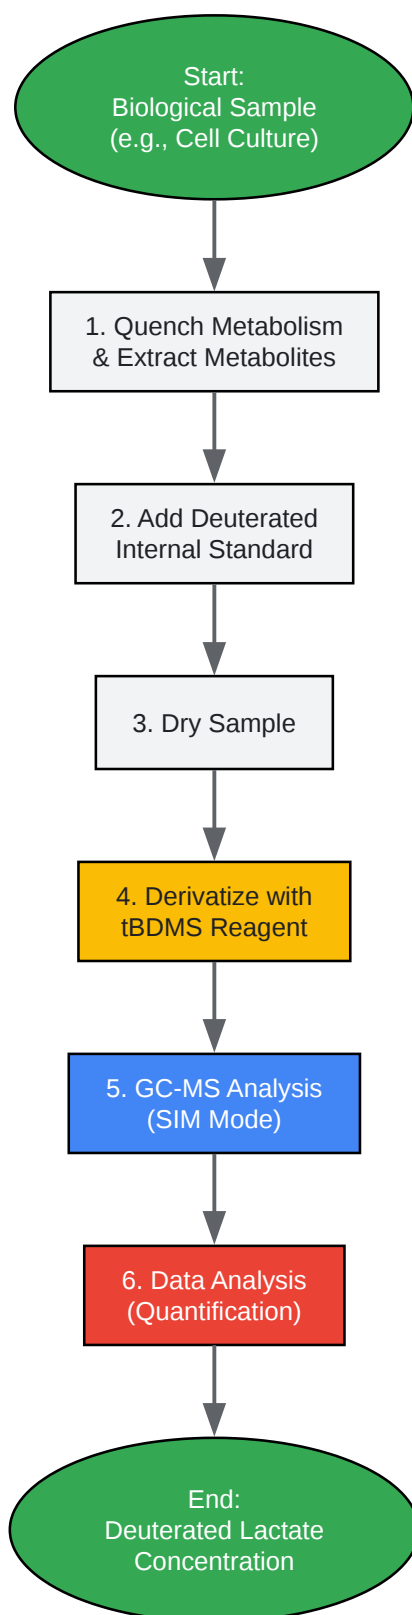 Start:
Biological Sample
(e.g., Cell Culture)
1. Quench Metabolism
& Extract Metabolites
2. Add Deuterated
Internal Standard
3. Dry Sample
4. Derivatize with
tBDMS Reagent
5. GC-MS Analysis
(SIM Mode)
6. Data Analysis
(Quantification)
End:
Deuterated Lactate
Concentration